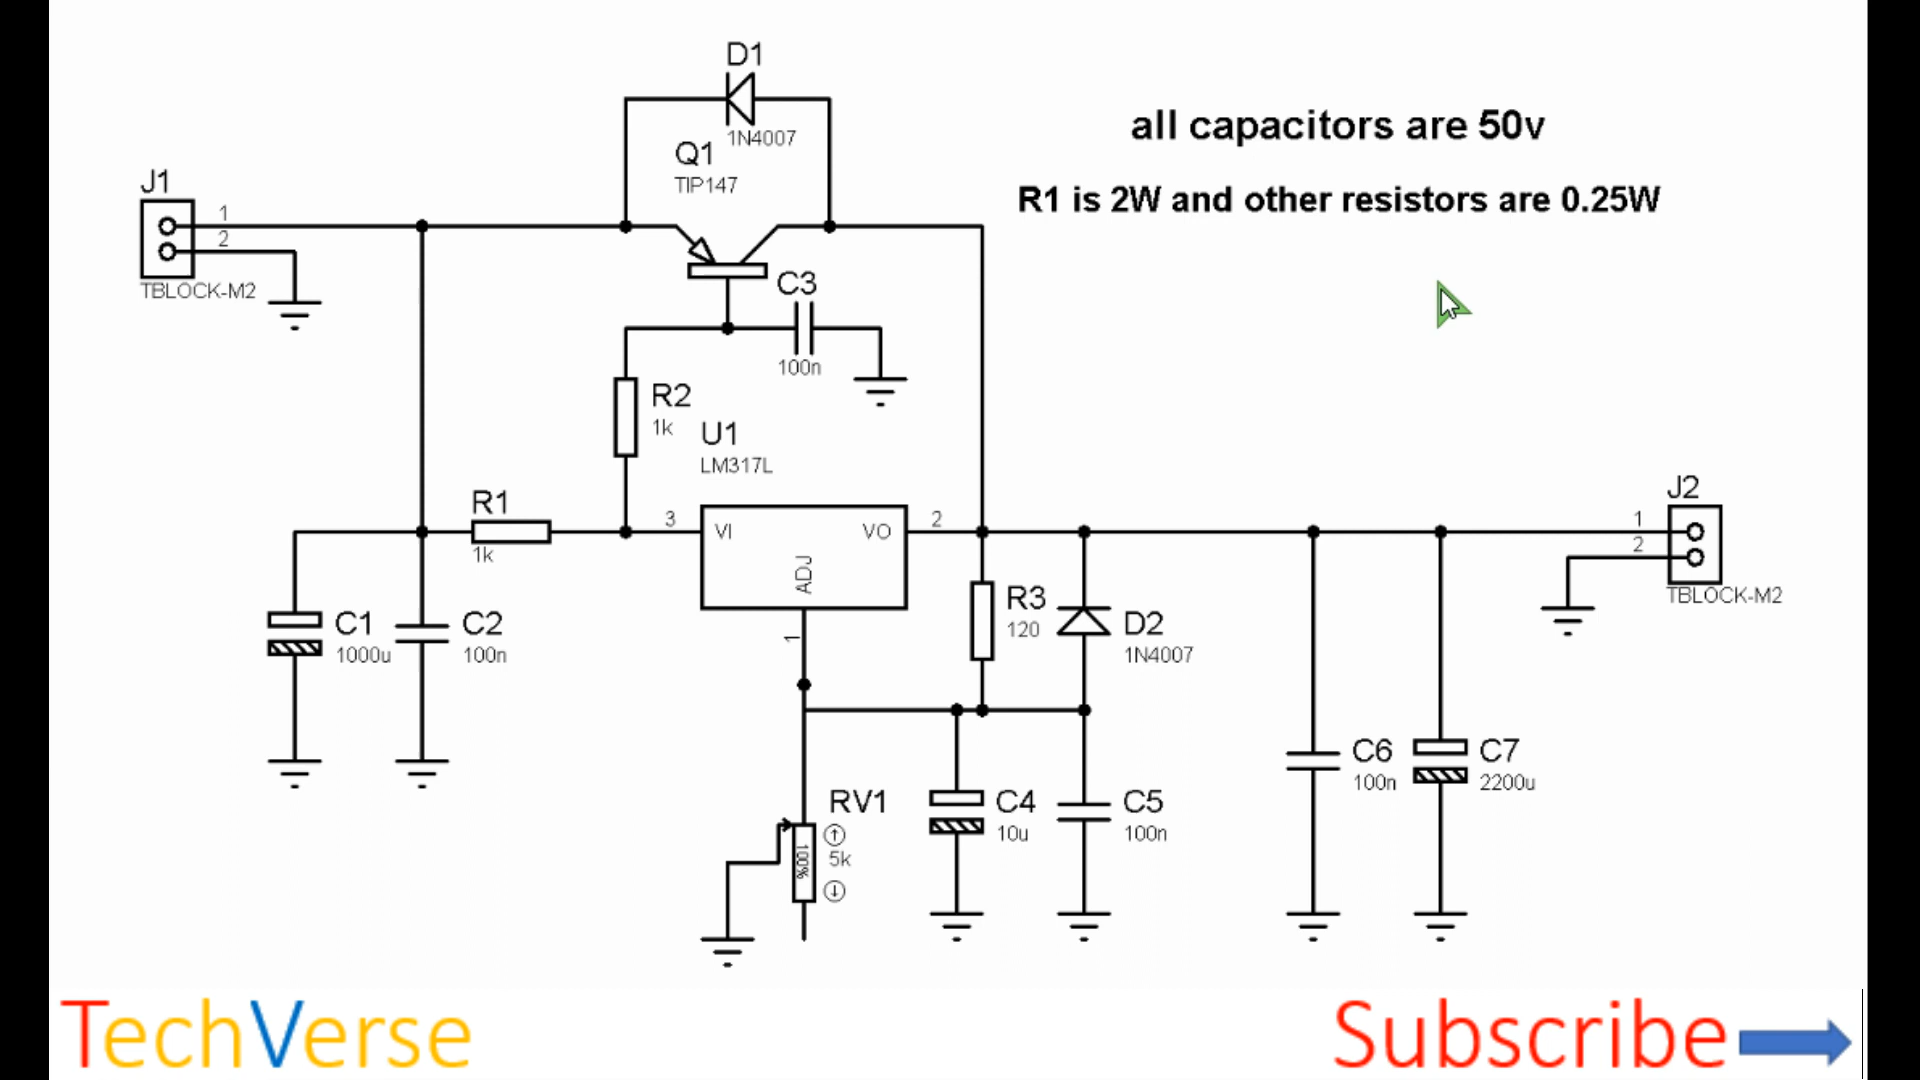 D1
1N4007
Q1
TIP147
all capacitors are 50v
R1 is 2W and other resistors are 0.25W
J1
1
2
TBLOCK-M2
C3
100n
R2
1k
U1
LM317L
R1
1k
3
VI
VO
ADJ
2
1
J2
1
2
TBLOCK-M2
R3
120
D2
1N4007
C1
1000u
C2
100n
RV1
5k
100%
C4
10u
C5
100n
C6
100n
C7
2200u
TechVerse
Subscribe